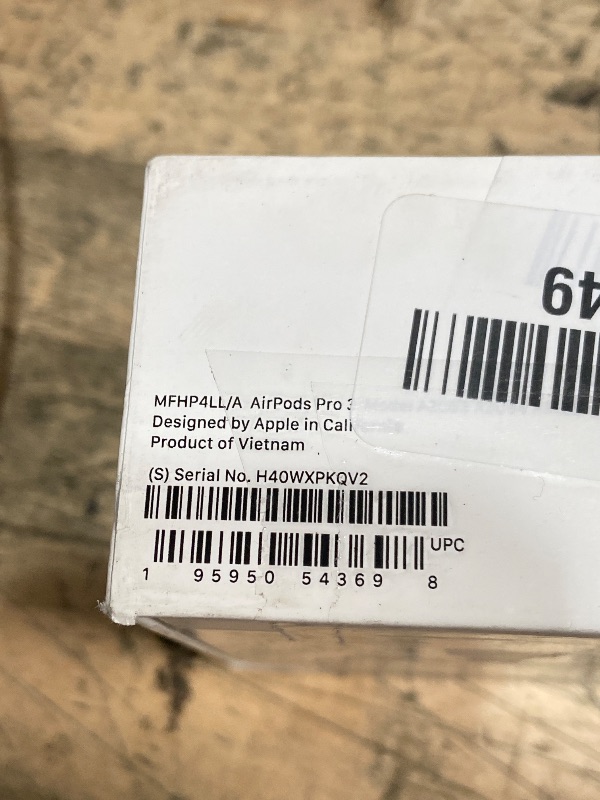 49
MFHP4LL/A AirPods Pro 3
Designed by Apple in Cali
Product of Vietnam
(S) Serial No. H40WXPKQV2
UPC
1 95950 54369 8